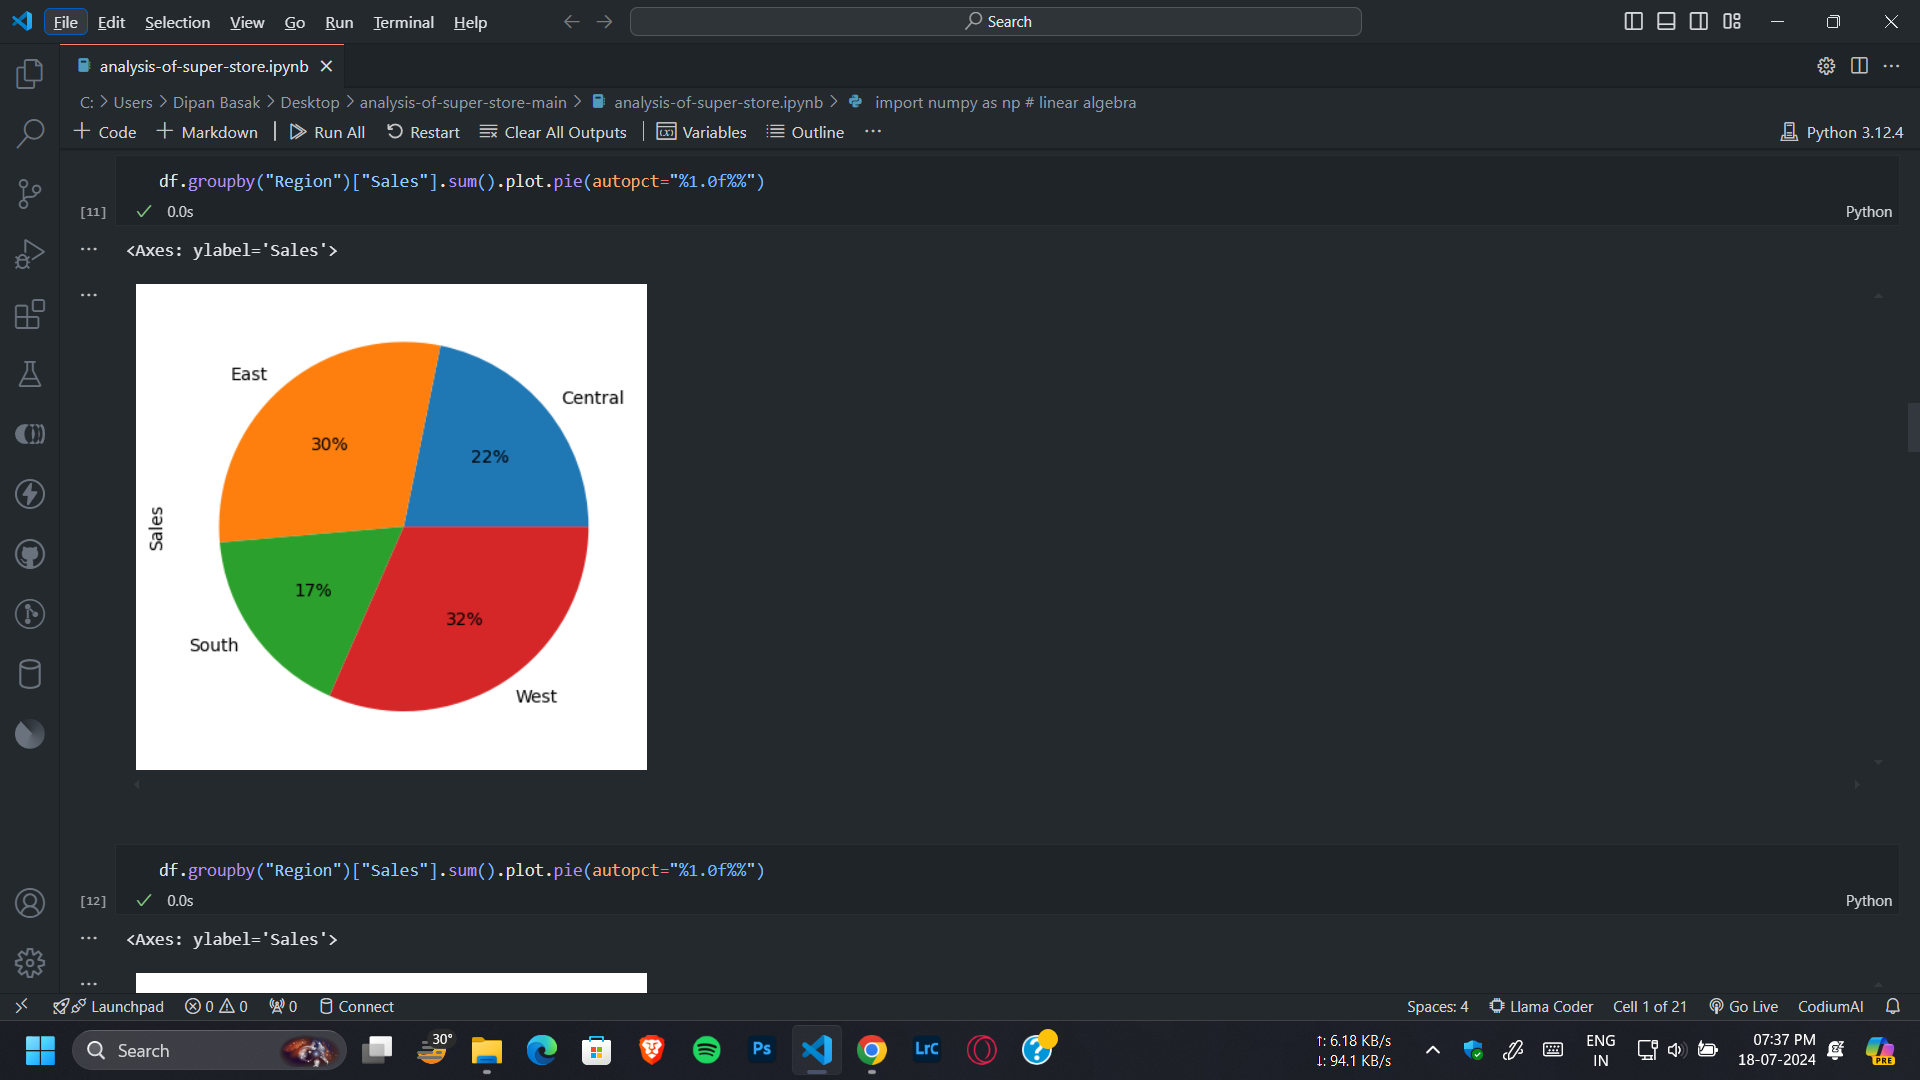 File Edit Selection View Go Run Terminal Help Search
analysis-of-super-store.ipynb
C: > Users > Dipan Basak > Desktop > analysis-of-super-store-main > analysis-of-super-store.ipynb > import numpy as np # linear algebra
+ Code + Markdown Run All Restart Clear All Outputs Variables Outline ... Python 3.12.4
df.groupby("Region")["Sales"].sum().plot.pie(autopct="%1.0f%%")
[11] 0.0s Python
<Axes: ylabel='Sales'>
East
Central
30%
22%
Sales
17%
32%
South
West
df.groupby("Region")["Sales"].sum().plot.pie(autopct="%1.0f%%")
[12] 0.0s Python
<Axes: ylabel='Sales'>
Launchpad 0 0 0 Connect Spaces: 4 Llama Coder Cell 1 of 21 Go Live CodiumAI
Search 30° Ps LrC ↑: 6.18 KB/s ENG 07:37 PM
↓: 94.1 KB/s IN 18-07-2024 PRE